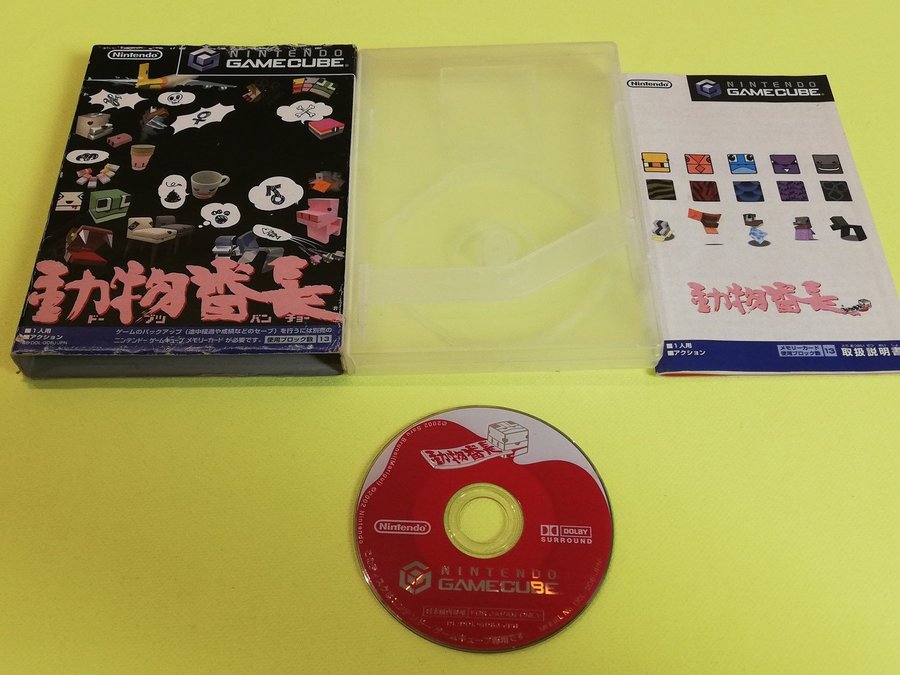 Nintendo
NINTENDO
GAMECUBE
動物番長
ドー ブツ バン チョー
■1人用
■アクション
ゲームのバックアップ(途中経過や成績などのセーブ)を行うには別売の
ニンテンドーゲームキューブ メモリーカードが必要です。
使用ブロック数 13
Nintendo
NINTENDO
GAMECUBE
動物番長
■1人用
■アクション
メモリーカード
使用ブロック数 13
取扱説明書
動物番長
Nintendo
DOLBY
SURROUND
NINTENDO
GAMECUBE
FOR JAPAN ONLY
©2002 Nintendo